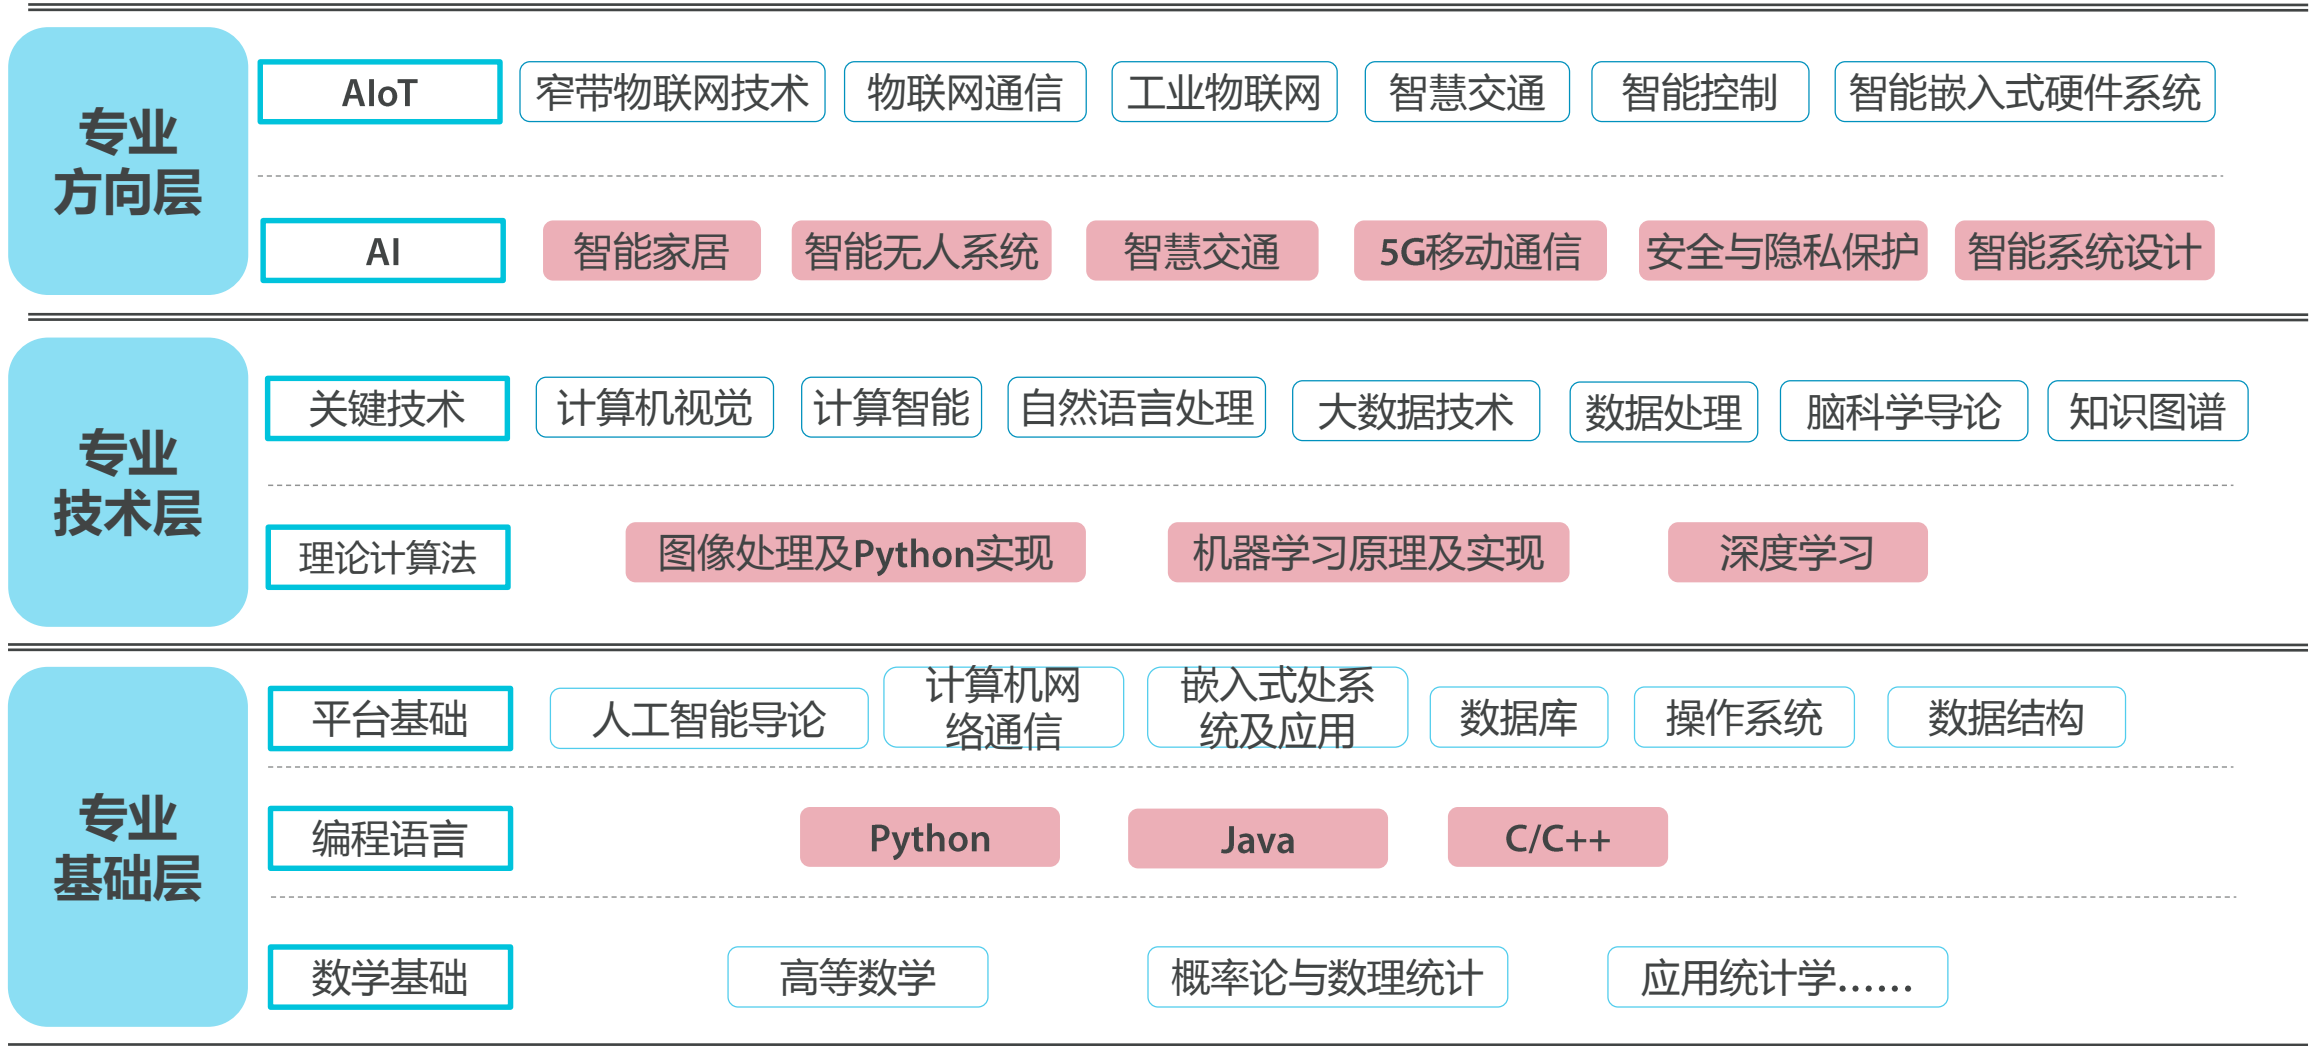 专业
方向层
AIoT
窄带物联网技术
物联网通信
工业物联网
智慧交通
智能控制
智能嵌入式硬件系统
AI
智能家居
智能无人系统
智慧交通
5G移动通信
安全与隐私保护
智能系统设计
专业
技术层
关键技术
计算机视觉
计算智能
自然语言处理
大数据技术
数据处理
脑科学导论
知识图谱
理论计算法
图像处理及Python实现
机器学习原理及实现
深度学习
专业
基础层
平台基础
人工智能导论
计算机网
络通信
嵌入式处系
统及应用
数据库
操作系统
数据结构
编程语言
Python
Java
C/C++
数学基础
高等数学
概率论与数理统计
应用统计学……